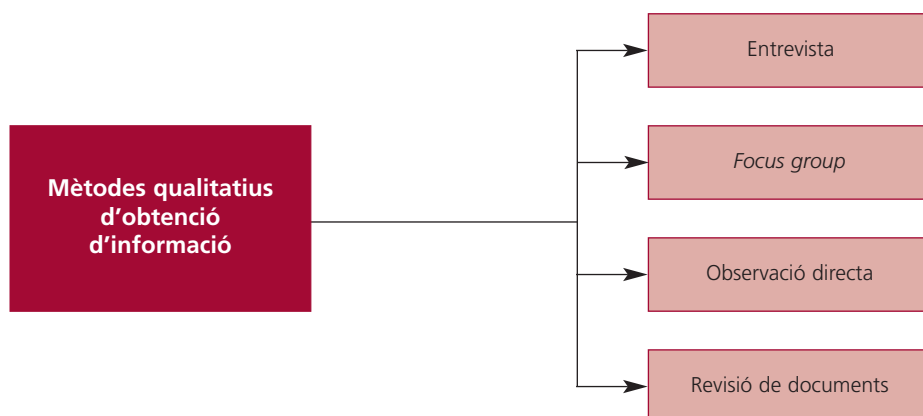 Mètodes qualitatius
d'obtenció
d'informació
Entrevista
Focus group
Observació directa
Revisió de documents